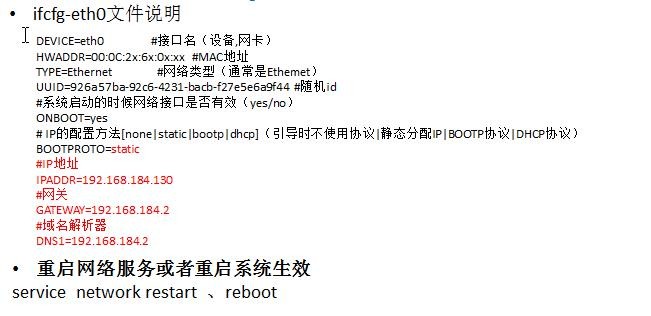 • ifcfg-eth0文件说明
DEVICE=eth0 #接口名（设备,网卡）
HWADDR=00:0C:2x:6x:0x:xx #MAC地址
TYPE=Ethernet #网络类型（通常是Ethemet）
UUID=926a57ba-92c6-4231-bacb-f27e5e6a9f44 #随机id
#系统启动的时候网络接口是否有效（yes/no）
ONBOOT=yes
# IP的配置方法[none|static|bootp|dhcp]（引导时不使用协议|静态分配IP|BOOTP协议|DHCP协议）
BOOTPROTO=static
#IP地址
IPADDR=192.168.184.130
#网关
GATEWAY=192.168.184.2
#域名解析器
DNS1=192.168.184.2
• 重启网络服务或者重启系统生效
service network restart 、reboot